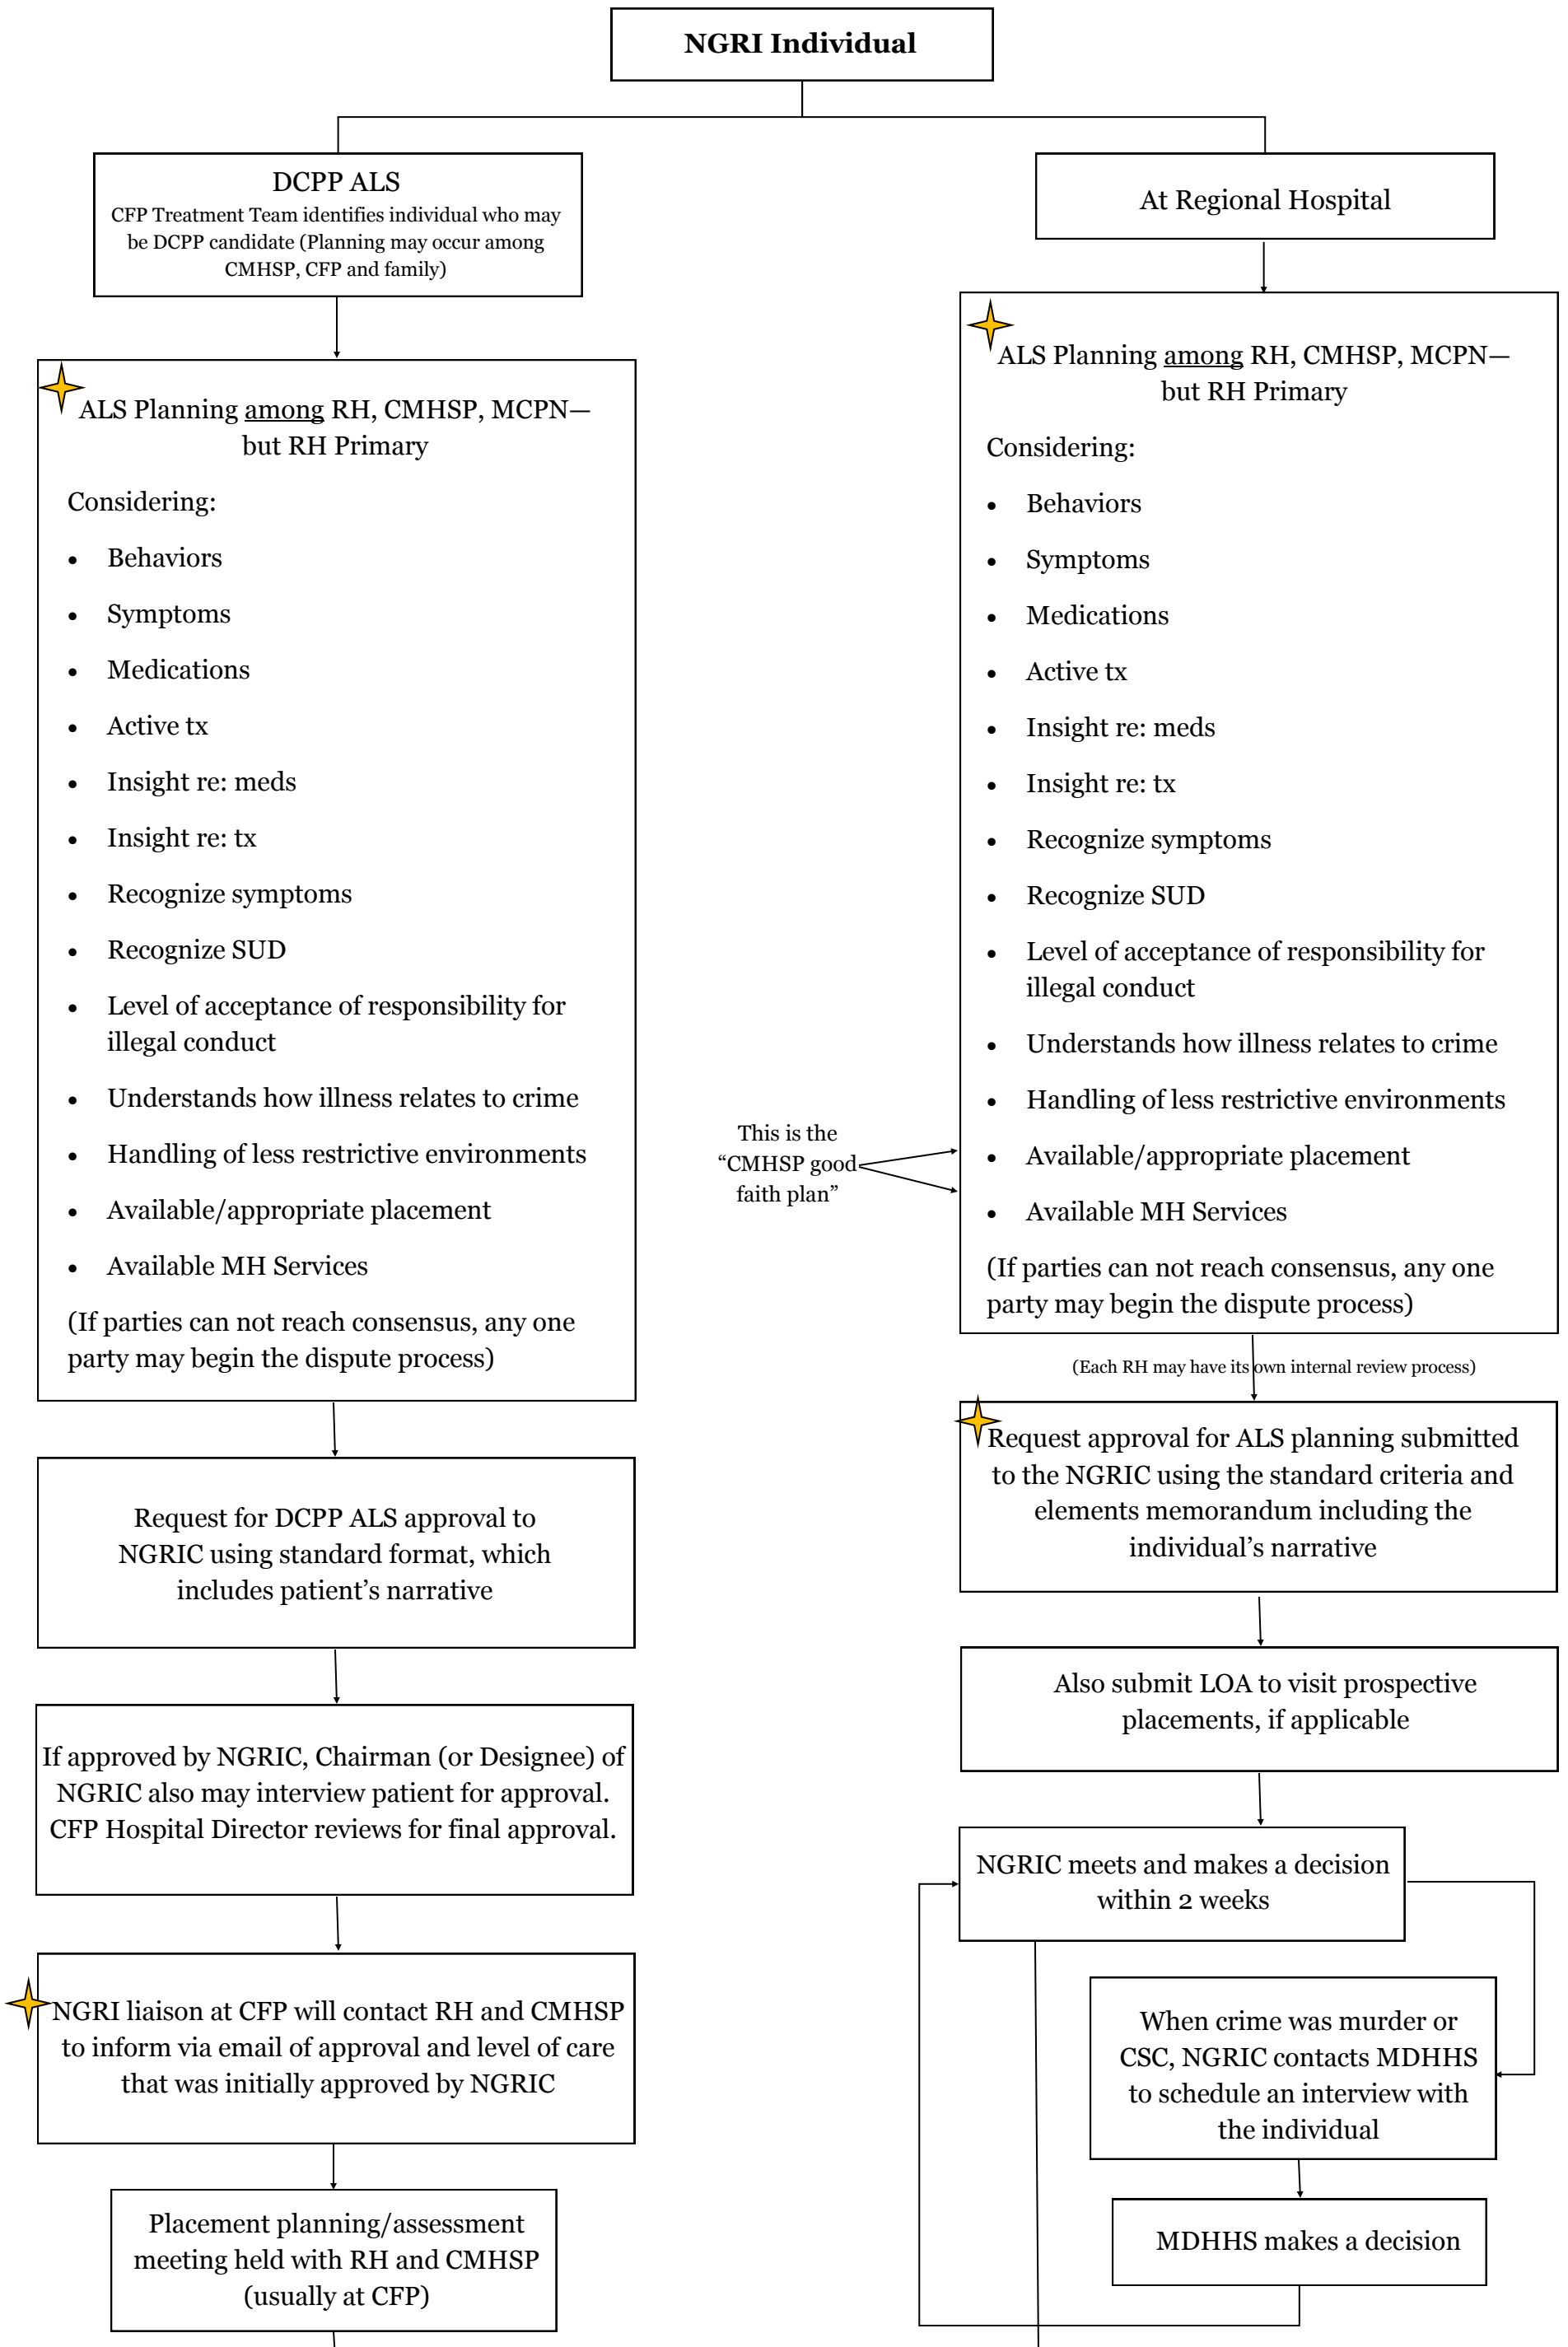 NGRI Individual
DCPP ALS
CFP Treatment Team identifies individual who may
be DCPP candidate (Planning may occur among
CMHSP, CFP and family)
ALS Planning among RH, CMHSP, MCPN—
but RH Primary
Considering:
• Behaviors
• Symptoms
• Medications
• Active tx
• Insight re: meds
• Insight re: tx
• Recognize symptoms
• Recognize SUD
• Level of acceptance of responsibility for
illegal conduct
• Understands how illness relates to crime
• Handling of less restrictive environments
• Available/appropriate placement
• Available MH Services
(If parties can not reach consensus, any one
party may begin the dispute process)
Request for DCPP ALS approval to
NGRIC using standard format, which
includes patient’s narrative
If approved by NGRIC, Chairman (or Designee) of
NGRIC also may interview patient for approval.
CFP Hospital Director reviews for final approval.
NGRI liaison at CFP will contact RH and CMHSP
to inform via email of approval and level of care
that was initially approved by NGRIC
Placement planning/assessment
meeting held with RH and CMHSP
(usually at CFP)
At Regional Hospital
ALS Planning among RH, CMHSP, MCPN—
but RH Primary
Considering:
• Behaviors
• Symptoms
• Medications
• Active tx
• Insight re: meds
• Insight re: tx
• Recognize symptoms
• Recognize SUD
• Level of acceptance of responsibility for
illegal conduct
• Understands how illness relates to crime
• Handling of less restrictive environments
• Available/appropriate placement
• Available MH Services
(If parties can not reach consensus, any one
party may begin the dispute process)
This is the
“CMHSP good
faith plan”
(Each RH may have its own internal review process)
Request approval for ALS planning submitted
to the NGRIC using the standard criteria and
elements memorandum including the
individual’s narrative
Also submit LOA to visit prospective
placements, if applicable
NGRIC meets and makes a decision
within 2 weeks
When crime was murder or
CSC, NGRIC contacts MDHHS
to schedule an interview with
the individual
MDHHS makes a decision